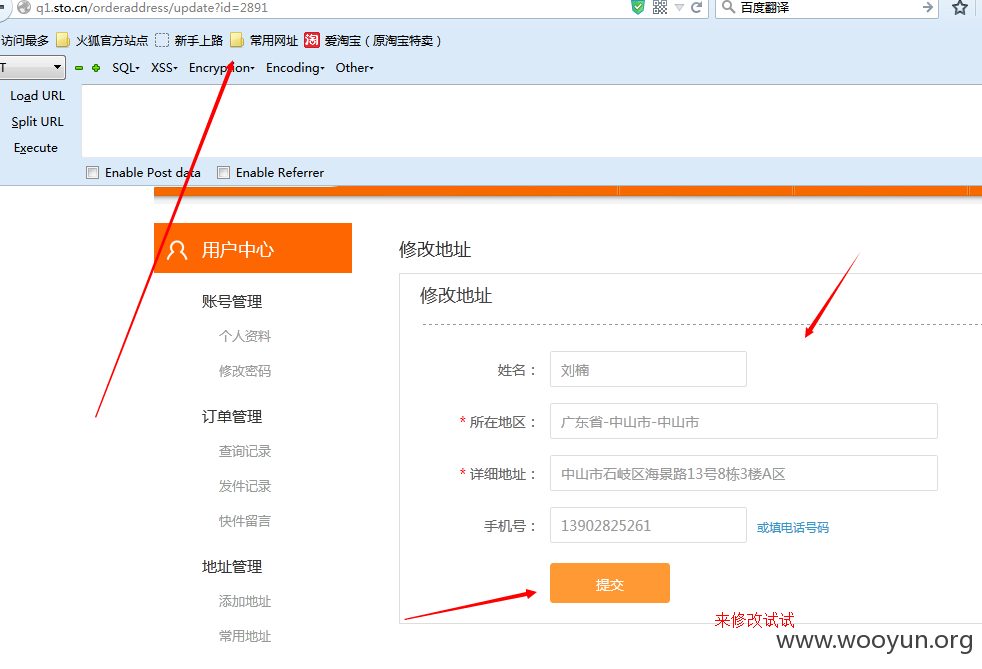 q1.sto.cn/orderaddress/update?id=2891 百度翻译
访问最多 火狐官方站点 新手上路 常用网址 淘 爱淘宝（原淘宝特卖）
T SQL XSS Encryption Encoding Other
Load URL
Split URL
Execute
Enable Post data Enable Referrer
用户中心
修改地址
账号管理
修改地址
个人资料
修改密码
姓名：
刘楠
订单管理
* 所在地区：
广东省-中山市-中山市
查询记录
* 详细地址：
中山市石岐区海景路13号8栋3楼A区
发件记录
快件留言
手机号：
13902825261
或填电话号码
地址管理
提交
添加地址
来修改试试
常用地址
www.wooyun.org